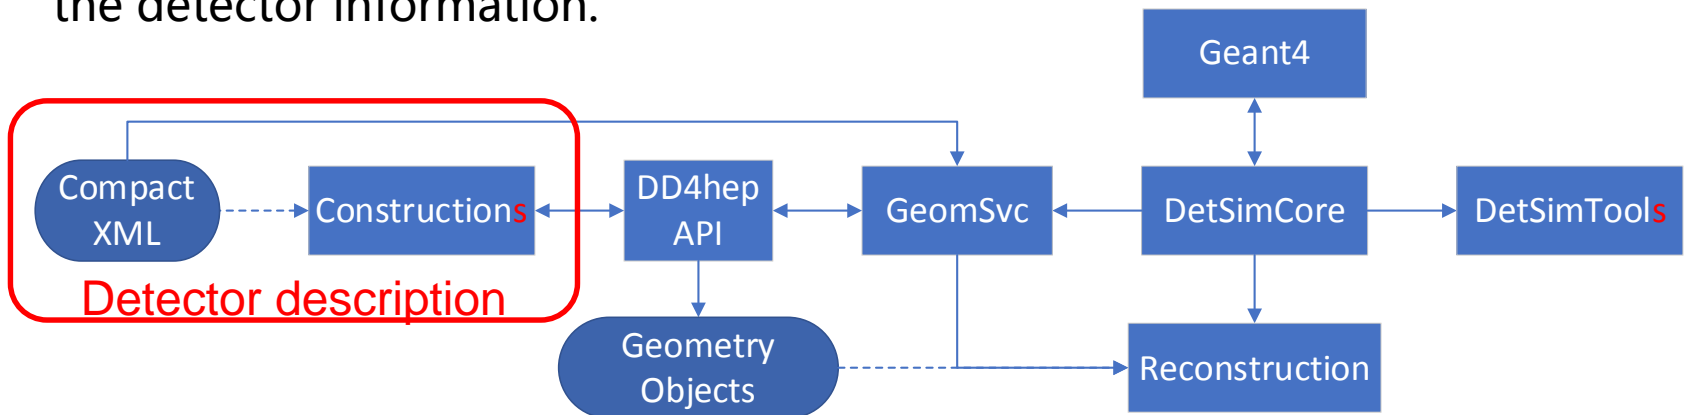 the detector information.
Geant4
Compact
XML
Constructions
DD4hep
API
GeomSvc
DetSimCore
DetSimTools
Detector description
Geometry
Objects
Reconstruction